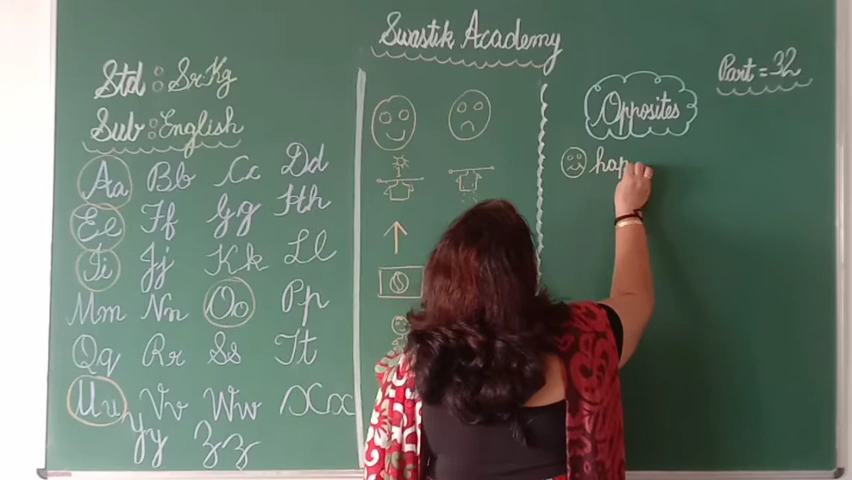 Swastik Academy
Std : Sr Kg
Sub : English
Part = 32
Aa Bb Cc Dd
Ee Ff Gg Hh
Ii Jj Kk Ll
Mm Nn Oo Pp
Qq Rr Ss Tt
Uu Vv Ww Xx
Yy Zz
Opposites
hap